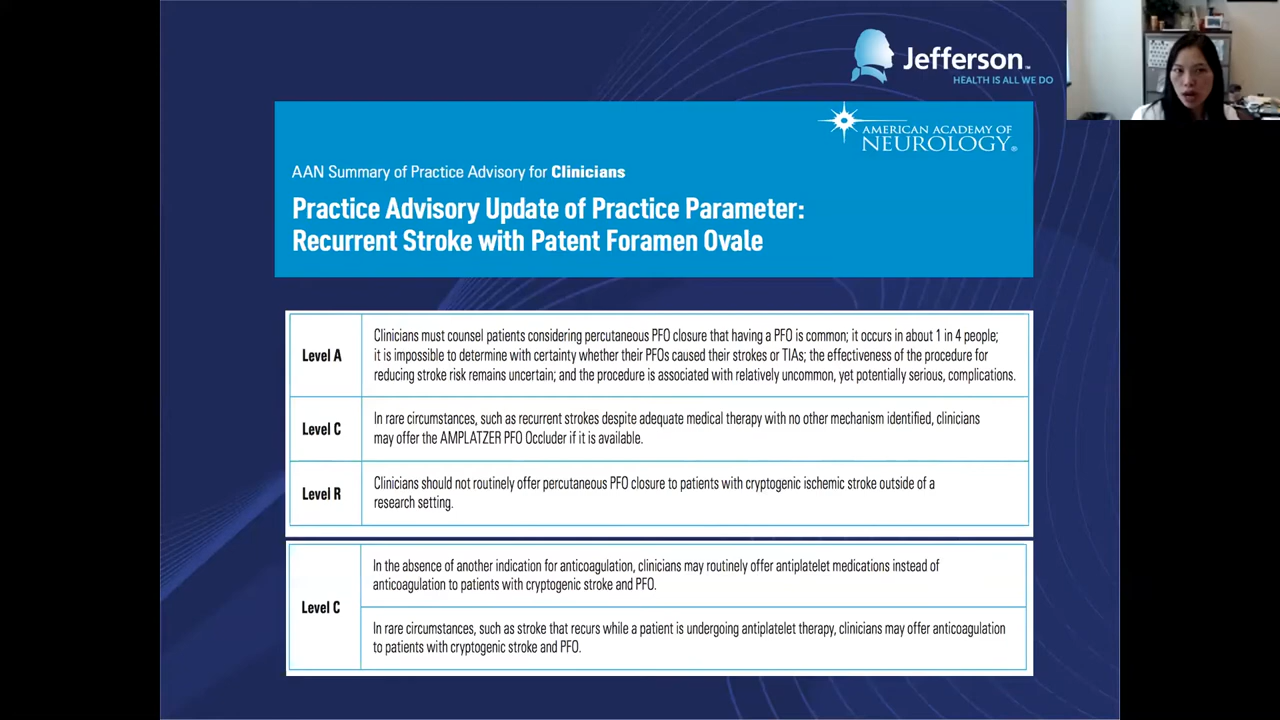 Jefferson™
HEALTH IS ALL WE DO
AMERICAN ACADEMY OF
NEUROLOGY®
AAN Summary of Practice Advisory for Clinicians
Practice Advisory Update of Practice Parameter:
Recurrent Stroke with Patent Foramen Ovale
Level A
Clinicians must counsel patients considering percutaneous PFO closure that having a PFO is common; it occurs in about 1 in 4 people;
it is impossible to determine with certainty whether their PFOs caused their strokes or TIAs; the effectiveness of the procedure for
reducing stroke risk remains uncertain; and the procedure is associated with relatively uncommon, yet potentially serious, complications.
Level C
In rare circumstances, such as recurrent strokes despite adequate medical therapy with no other mechanism identified, clinicians
may offer the AMPLATZER PFO Occluder if it is available.
Level R
Clinicians should not routinely offer percutaneous PFO closure to patients with cryptogenic ischemic stroke outside of a
research setting.
Level C
In the absence of another indication for anticoagulation, clinicians may routinely offer antiplatelet medications instead of
anticoagulation to patients with cryptogenic stroke and PFO.
In rare circumstances, such as stroke that recurs while a patient is undergoing antiplatelet therapy, clinicians may offer anticoagulation
to patients with cryptogenic stroke and PFO.